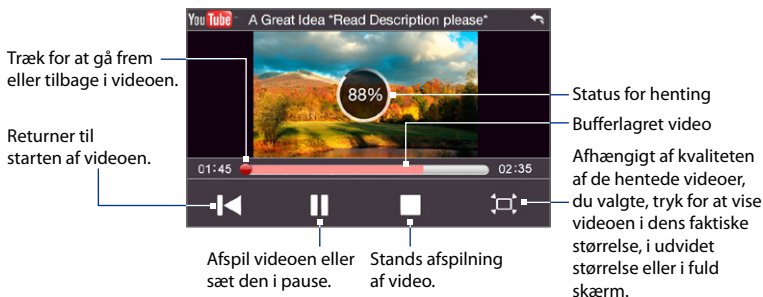 YouTube™ A Great Idea *Read Description please*
Træk for at gå frem
eller tilbage i videoen.
88%
Status for henting
Bufferlagret video
Returner til
starten af videoen.
01:45
02:35
Afhængigt af kvaliteten
af de hentede videoer,
du valgte, tryk for at vise
videoen i dens faktiske
størrelse, i udvidet
størrelse eller i fuld
skærm.
Afspil videoen eller
sæt den i pause.
Stands afspilning
af video.